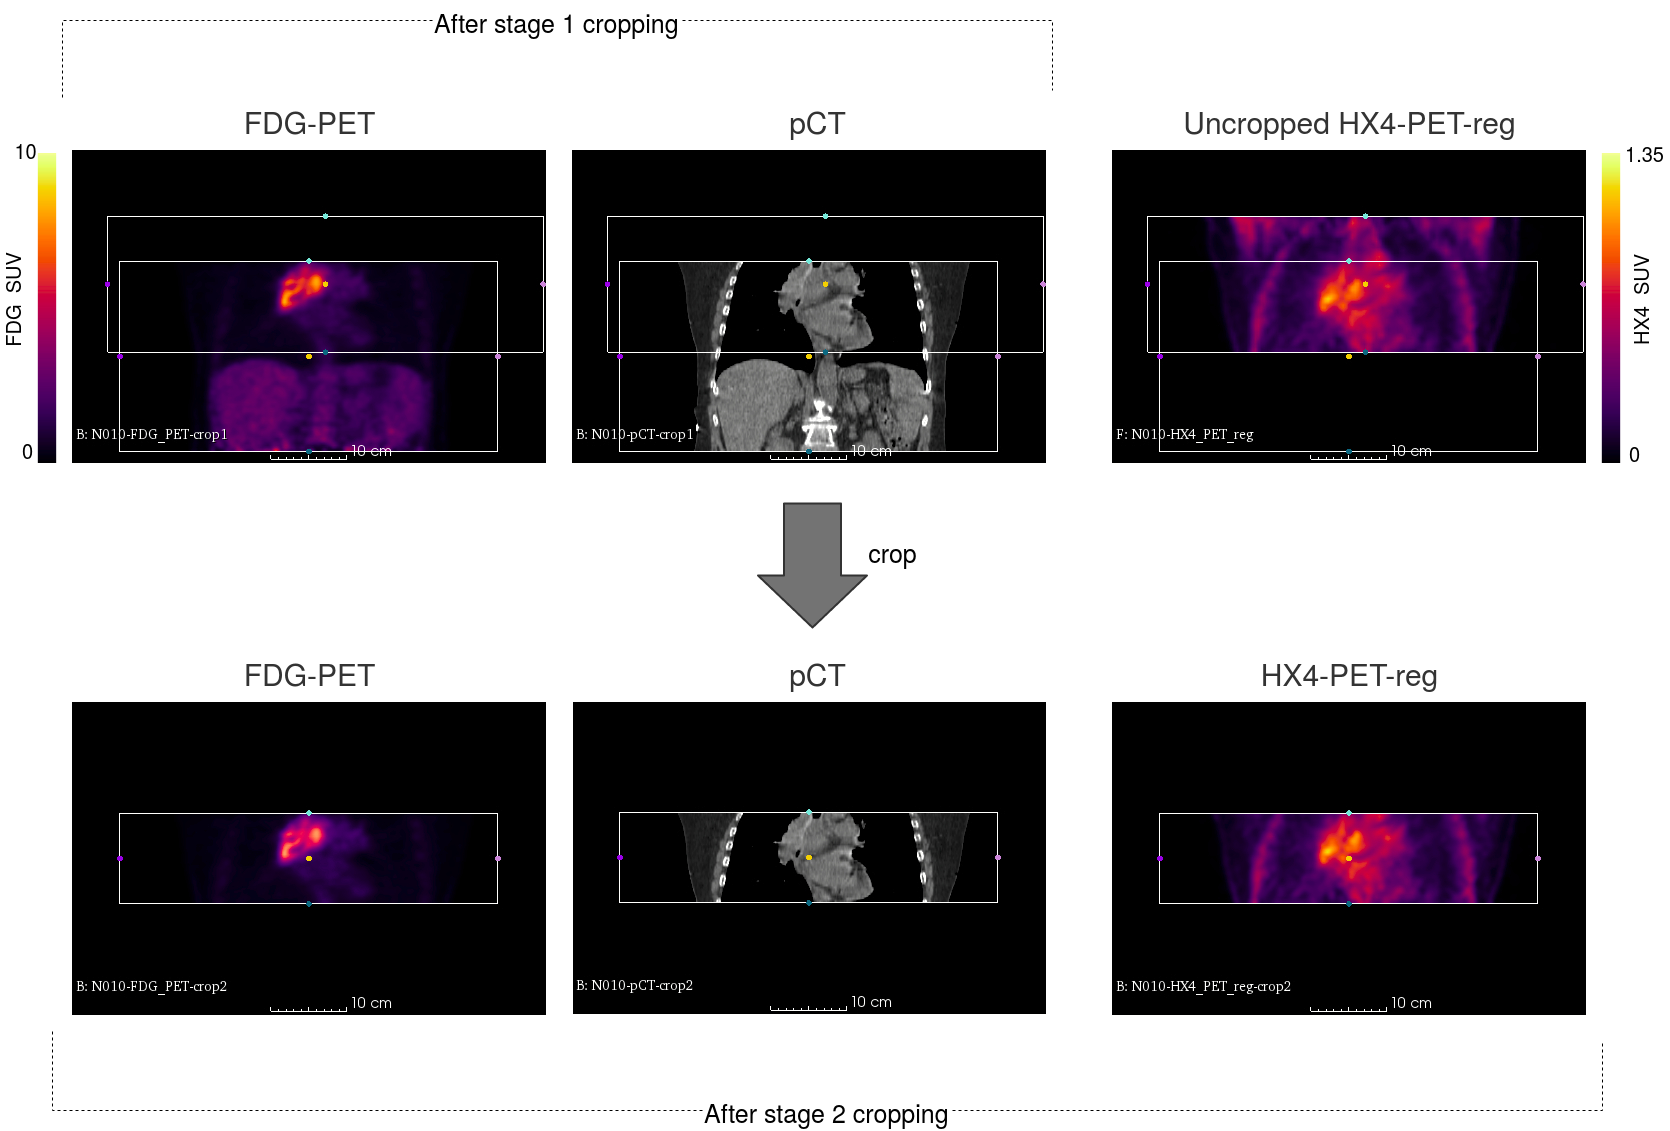 After stage 1 cropping
FDG-PET
pCT
Uncropped HX4-PET-reg
10
FDG SUV
0
B: N010-FDG_PET-crop1
10 cm
B: N010-pCT-crop1
10 cm
F: N010-HX4_PET_reg
10 cm
1.35
HX4 SUV
0
crop
FDG-PET
pCT
HX4-PET-reg
B: N010-FDG_PET-crop2
10 cm
B: N010-pCT-crop2
10 cm
B: N010-HX4_PET_reg-crop2
10 cm
After stage 2 cropping